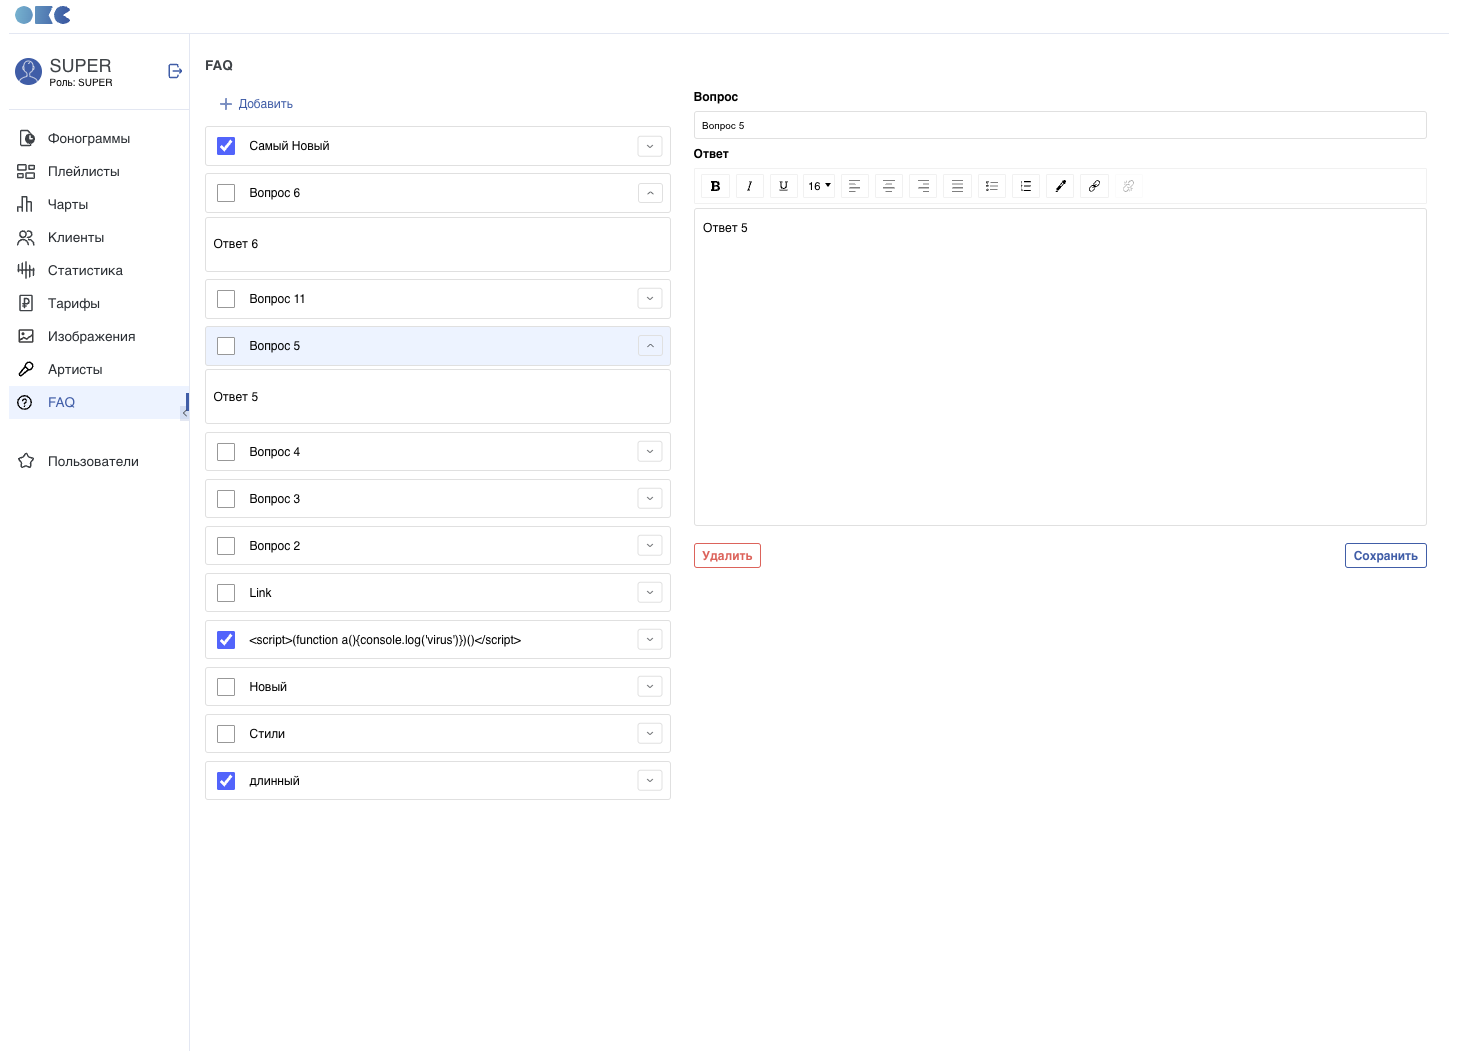 ОКС
SUPER
Роль: SUPER
Фонограммы
Плейлисты
Чарты
Клиенты
Статистика
Тарифы
Изображения
Артисты
FAQ
Пользователи
FAQ
Добавить
Самый Новый
Вопрос 6
Ответ 6
Вопрос 11
Вопрос 5
Ответ 5
Вопрос 4
Вопрос 3
Вопрос 2
Link
<script>(function a(){console.log('virus')})()</script>
Новый
Стили
длинный
Вопрос
Вопрос 5
Ответ
B I U 16
Ответ 5
Удалить
Сохранить